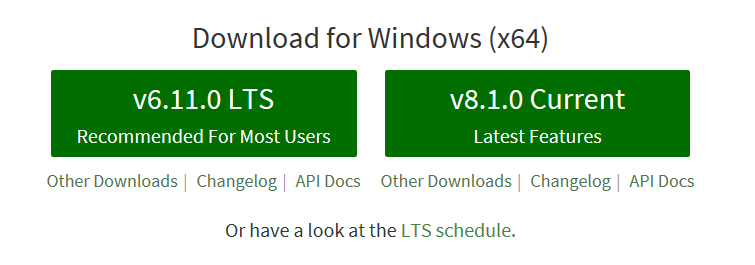 Download for Windows (x64)
v6.11.0 LTS
Recommended For Most Users
v8.1.0 Current
Latest Features
Other Downloads | Changelog | API Docs
Other Downloads | Changelog | API Docs
Or have a look at the LTS schedule.